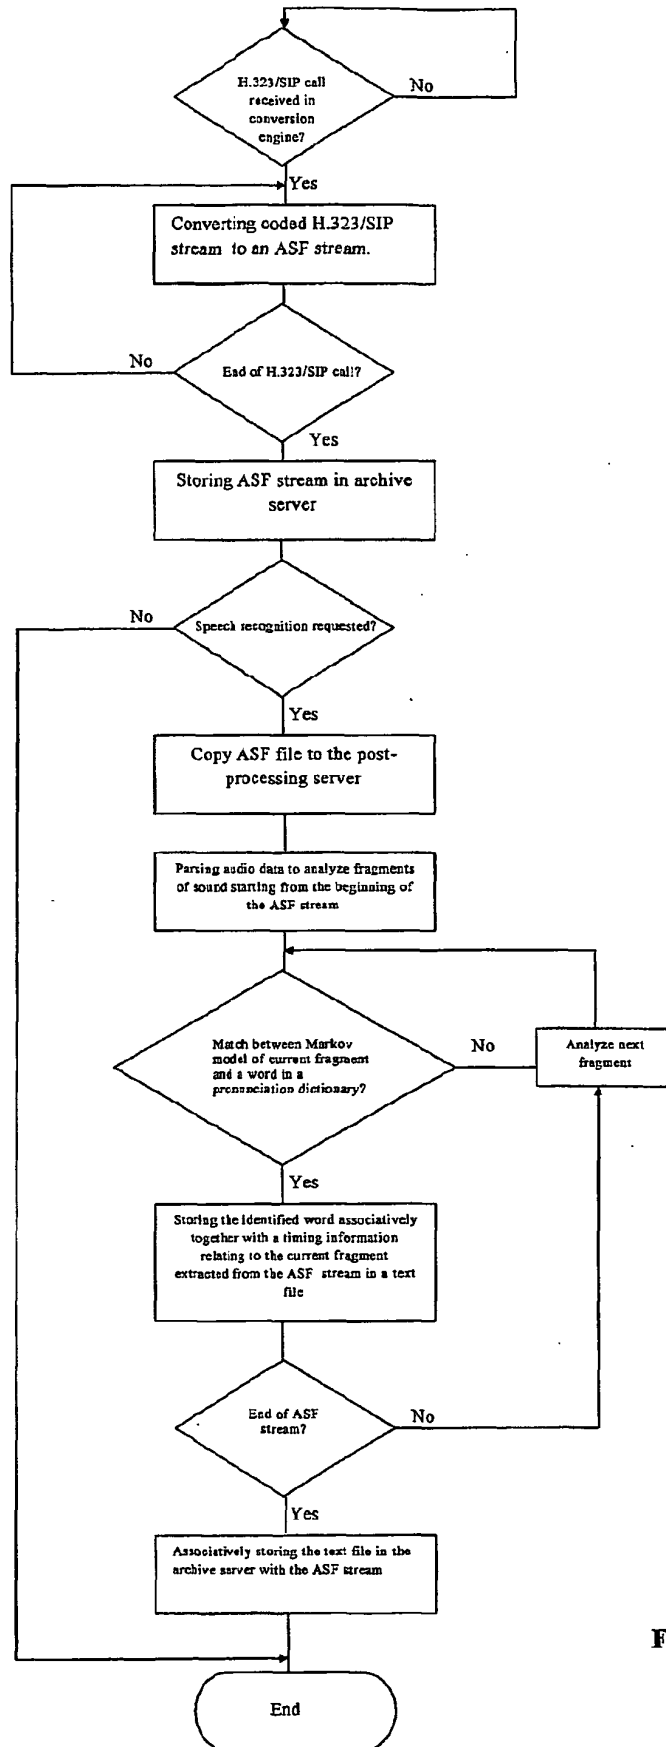 H.323/SIP call
received in
conversion
engine?
No
Yes
Converting coded H.323/SIP
stream to an ASF stream.
No
End of H.323/SIP call?
Yes
Storing ASF stream in archive
server
No
Speech recognition requested?
Yes
Copy ASF file to the post-
processing server
Parsing audio data to analyze fragments
of sound starting from the beginning of
the ASF stream
Match between Markov
model of current fragment
and a word in a
pronunciation dictionary?
No
Analyze next
fragment
Yes
Storing the identified word associatively
together with a timing information
relating to the current fragment
extracted from the ASF stream in a text
file
End of ASF
stream?
No
Yes
Associatively storing the text file in the
archive server with the ASF stream
F
End